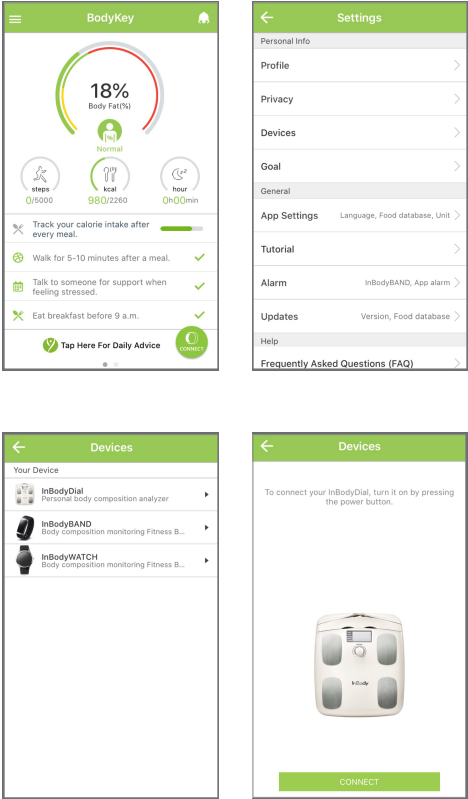 BodyKey
18%
Body Fat(%)
Normal
steps
0/5000
kcal
980/2260
hour
0h00min
Track your calorie intake after
every meal.
Walk for 5-10 minutes after a meal.
Talk to someone for support when
feeling stressed.
Eat breakfast before 9 a.m.
Tap Here For Daily Advice
CONNECT
Settings
Personal Info
Profile
Privacy
Devices
Goal
General
App Settings Language, Food database, Unit
Tutorial
Alarm InBodyBAND, App alarm
Updates Version, Food database
Help
Frequently Asked Questions (FAQ)
Devices
Your Device
InBodyDial
Personal body composition analyzer
InBodyBAND
Body composition monitoring Fitness B...
InBodyWATCH
Body composition monitoring Fitness B...
Devices
To connect your InBodyDial, turn it on by pressing
the power button.
InBody
CONNECT